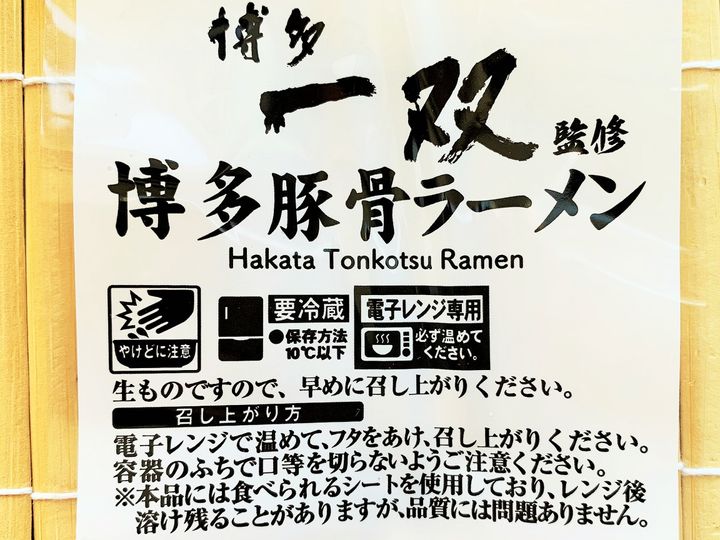 博多
一双 監修
博多豚骨ラーメン
Hakata Tonkotsu Ramen
やけどに注意
要冷蔵
●保存方法
10℃以下
電子レンジ専用
必ず温めて
ください。
生ものですので、早めに召し上がりください。
召し上がり方
電子レンジで温めて、フタをあけ、召し上がりください。
容器のふちで口等を切らないようご注意ください。
※本品には食べられるシートを使用しており、レンジ後
溶け残ることがありますが、品質には問題ありません。